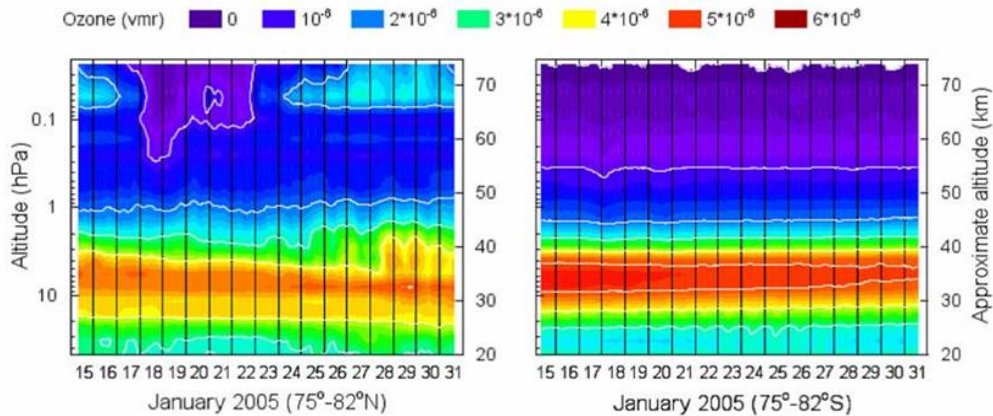 Ozone (vmr) 0 10⁻⁶ 2*10⁻⁶ 3*10⁻⁶ 4*10⁻⁶ 5*10⁻⁶ 6*10⁻⁶
Altitude (hPa)
0.1
1
10
70
60
50
40
30
20
15 16 17 18 19 20 21 22 23 24 25 26 27 28 29 30 31
January 2005 (75°-82°N)
70
60
50
40
30
20
Approximate altitude (km)
15 16 17 18 19 20 21 22 23 24 25 26 27 28 29 30 31
January 2005 (75°-82°S)